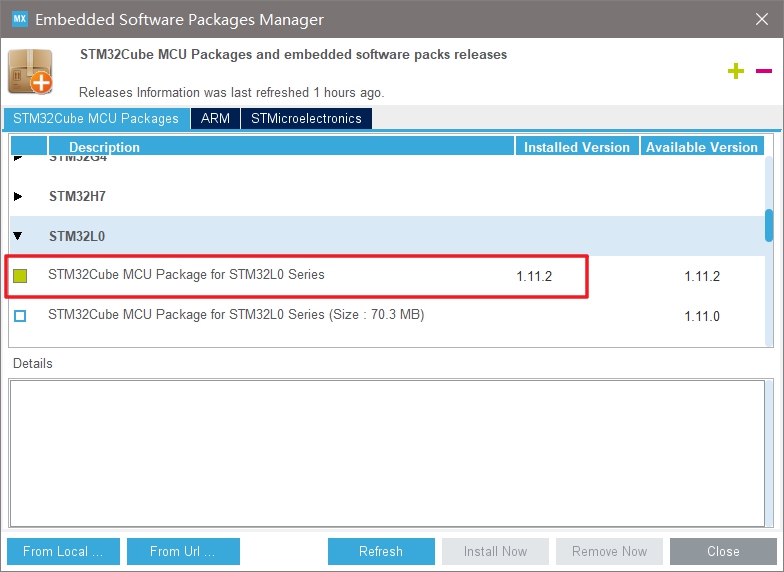 MX Embedded Software Packages Manager
STM32Cube MCU Packages and embedded software packs releases
Releases Information was last refreshed 1 hours ago.
STM32Cube MCU Packages ARM STMicroelectronics
Description Installed Version Available Version
STM32G4
STM32H7
STM32L0
STM32Cube MCU Package for STM32L0 Series 1.11.2 1.11.2
STM32Cube MCU Package for STM32L0 Series (Size : 70.3 MB) 1.11.0
Details
From Local ... From Url ... Refresh Install Now Remove Now Close